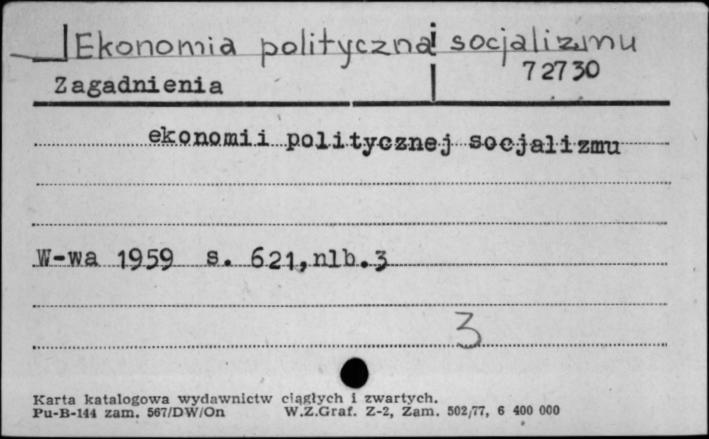 Ekonomia polityczna socjalizmu
Zagadnienia 72730
ekonomii politycznej socjalizmu
W-wa 1959 s. 621,nlb.3
3
Karta katalogowa wydawnictw ciągłych i zwartych.
Pu-B-144 zam. 567/DW/On W.Z.Graf. Z-2, Zam. 502/77, 6 400 000